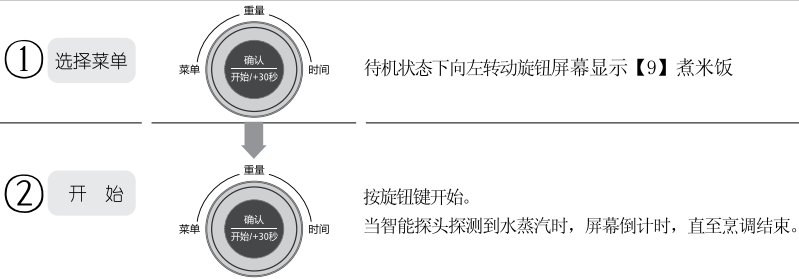 重量
① 选择菜单
确认
菜单 开始/+30秒 时间
待机状态下向左转动旋钮屏幕显示【9】煮米饭
重量
② 开 始
确认
菜单 开始/+30秒 时间
按旋钮键开始。
当智能探头探测到水蒸汽时，屏幕倒计时，直至烹调结束。